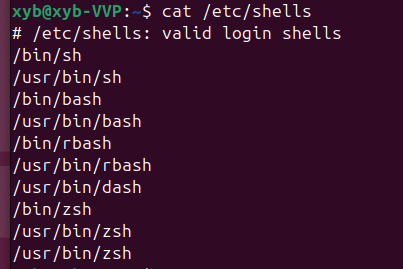 xyb@xyb-VVP:~$ cat /etc/shells
# /etc/shells: valid login shells
/bin/sh
/usr/bin/sh
/bin/bash
/usr/bin/bash
/bin/rbash
/usr/bin/rbash
/usr/bin/dash
/bin/zsh
/usr/bin/zsh
/usr/bin/zsh